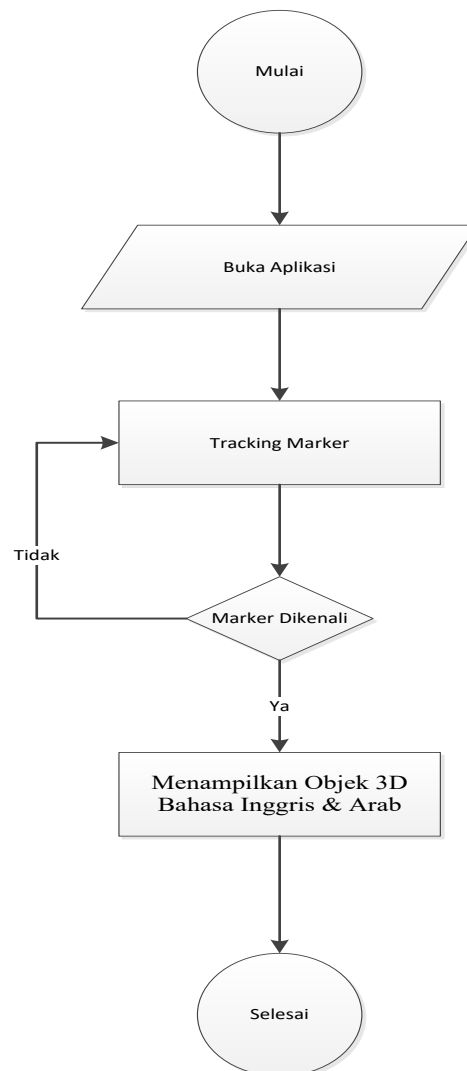 Mulai
Buka Aplikasi
Tracking Marker
Tidak
Marker Dikenali
Ya
Menampilkan Objek 3D
Bahasa Inggris & Arab
Selesai